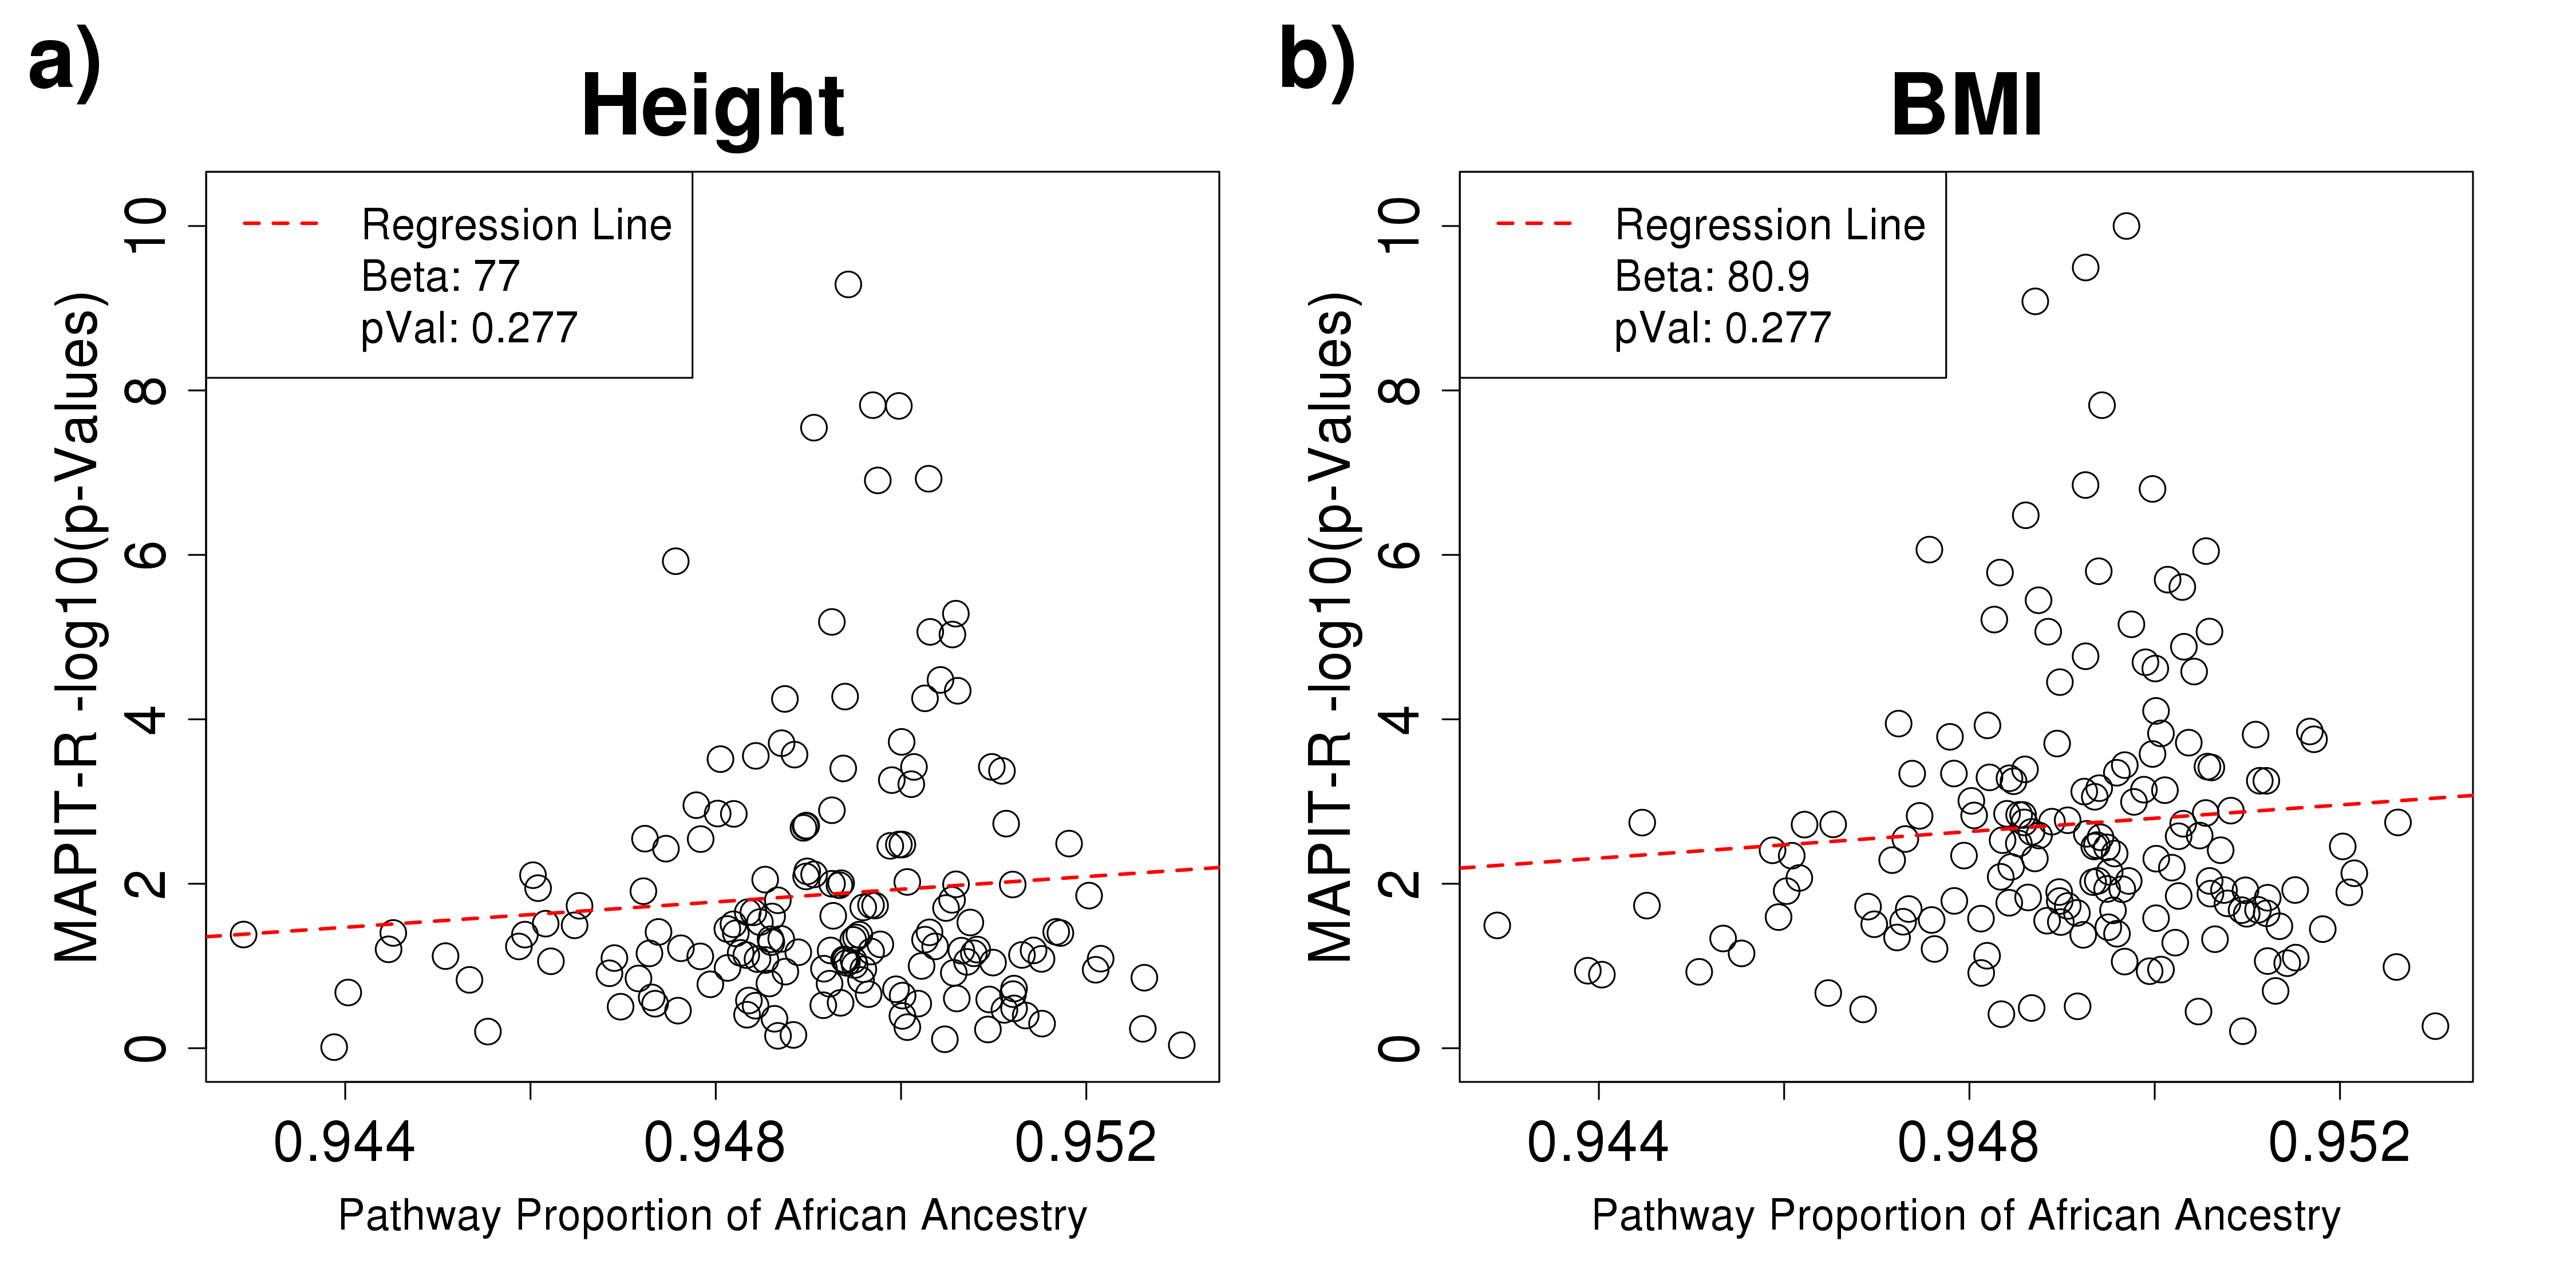 a)
Height
Regression Line
Beta: 77
pVal: 0.277
MAPIT-R -log10(p-Values)
10
8
6
4
2
0
0.944 0.948 0.952
Pathway Proportion of African Ancestry
b)
BMI
Regression Line
Beta: 80.9
pVal: 0.277
MAPIT-R -log10(p-Values)
10
8
6
4
2
0
0.944 0.948 0.952
Pathway Proportion of African Ancestry